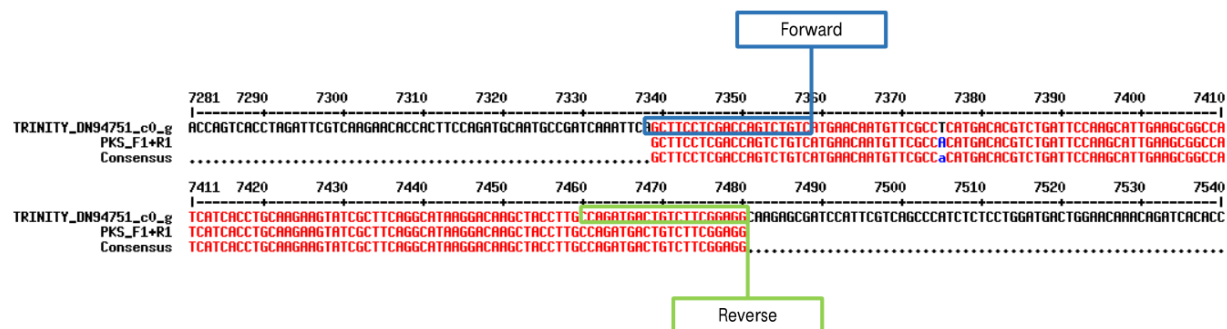 Forward
7281 7290 7300 7310 7320 7330 7340 7350 7360 7370 7380 7390 7400 7410
TRINITY_DN94751_c0_g ACCAGTCACCTAGATTCGTCAAGAACACCACTTCCAGATGCAATGCCGATCAAATTCAGCTTCCTCGACCAGTCTGTCATGAACAATGTTCGCCTCATGACACGTCTGATTCCAAGCATTGAAGCGGCCA
PKS_F1+R1 GCTTCCTCGACCAGTCTGTCATGAACAATGTTCGCCACATGACACGTCTGATTCCAAGCATTGAAGCGGCCA
Consensus ..........................................................GCTTCCTCGACCAGTCTGTCATGAACAATGTTCGCCaCATGACACGTCTGATTCCAAGCATTGAAGCGGCCA
7411 7420 7430 7440 7450 7460 7470 7480 7490 7500 7510 7520 7530 7540
TRINITY_DN94751_c0_g TCATCACCTGCAAGAAGTATCGCTTCAGGCATAAGGACAAGCTACCTTGCCAGATGACTGTCTTCGGAGGCAAGAGCGATCCATTCGTCAGCCCATCTCTCCTGGATGACTGGAACAAACAGATCACACC
PKS_F1+R1 TCATCACCTGCAAGAAGTATCGCTTCAGGCATAAGGACAAGCTACCTTGCCAGATGACTGTCTTCGGAGG
Consensus TCATCACCTGCAAGAAGTATCGCTTCAGGCATAAGGACAAGCTACCTTGCCAGATGACTGTCTTCGGAGG............................................................
Reverse